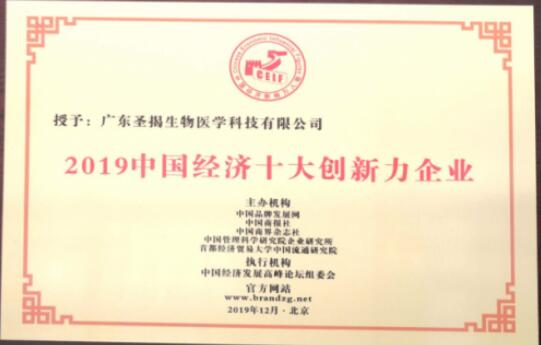 CEIF
授予：广东圣揭生物医学科技有限公司
2019中国经济十大创新力企业
主办机构
中国品牌发展网
中国商报社
中国商界杂志社
中国管理科学研究院企业研究所
首都经济贸易大学中国流通研究院
执行机构
中国经济发展高峰论坛组委会
官方网站
www.brandzg.net
2019年12月·北京